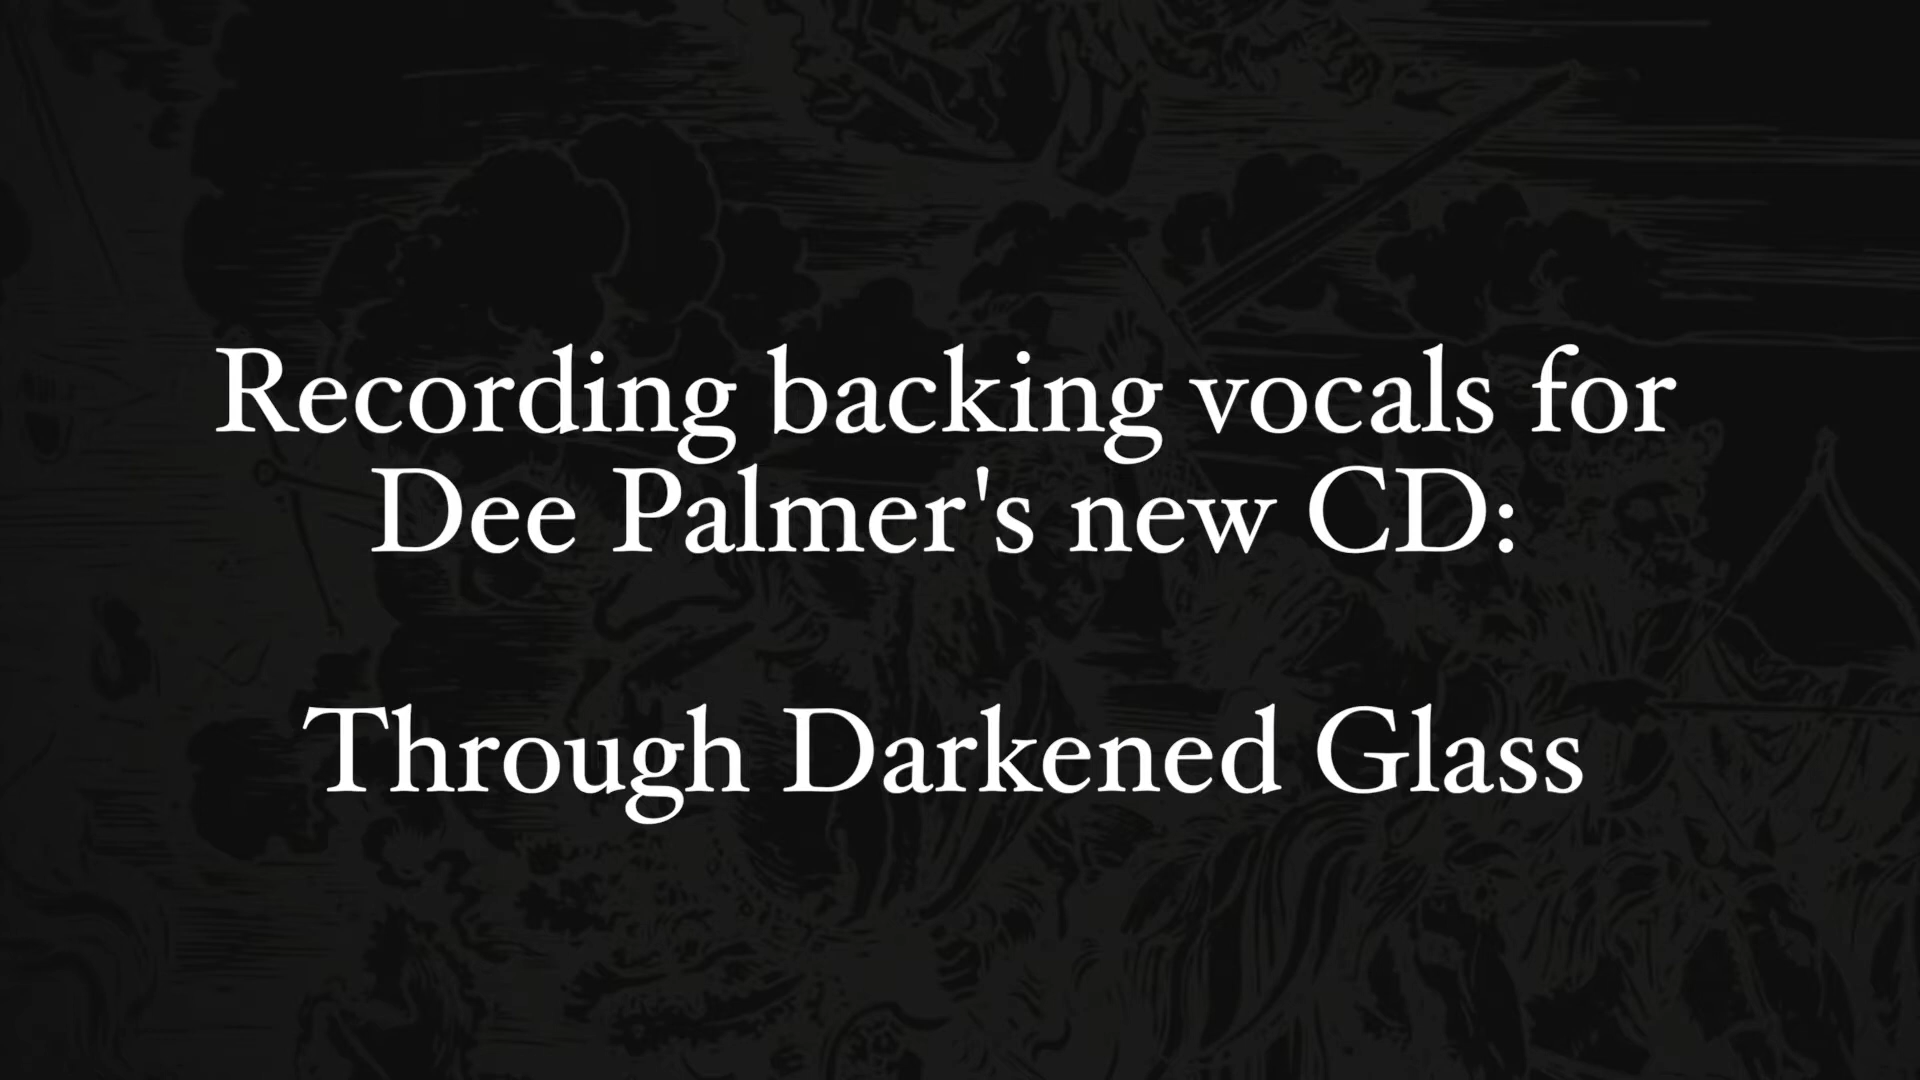 Recording backing vocals for
Dee Palmer's new CD:
Through Darkened Glass